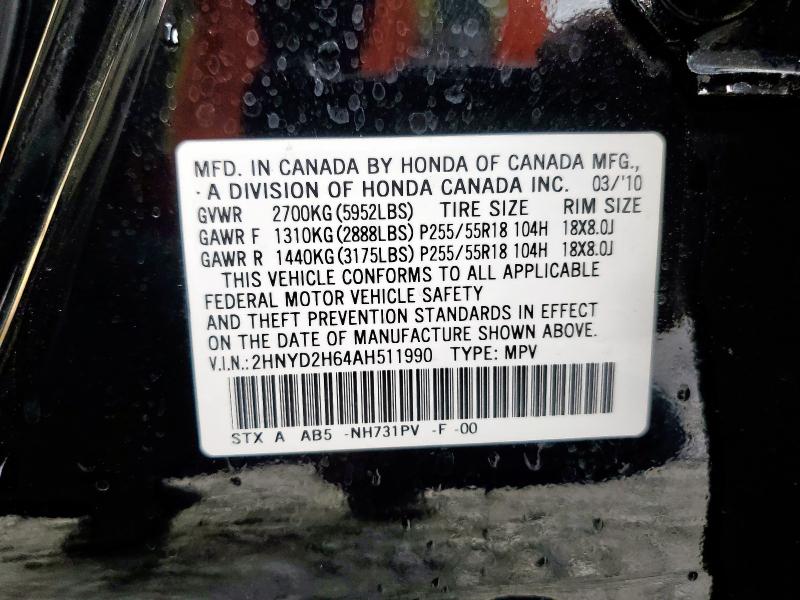 MFD. IN CANADA BY HONDA OF CANADA MFG.,
· A DIVISION OF HONDA CANADA INC. 03/'10
GVWR 2700KG (5952LBS) TIRE SIZE RIM SIZE
GAWR F 1310KG (2888LBS) P255/55R18 104H 18X8.0J
GAWR R 1440KG (3175LBS) P255/55R18 104H 18X8.0J
THIS VEHICLE CONFORMS TO ALL APPLICABLE
FEDERAL MOTOR VEHICLE SAFETY
AND THEFT PREVENTION STANDARDS IN EFFECT
ON THE DATE OF MANUFACTURE SHOWN ABOVE.
V.I.N.: 2HNYD2H64AH511990 TYPE: MPV
STX A AB5 -NH731PV -F -00